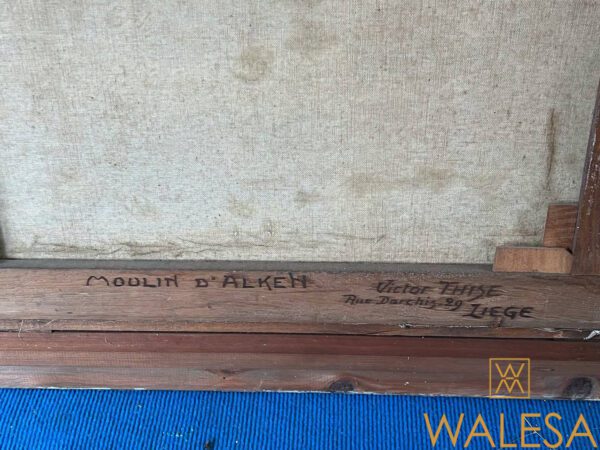 MOULIN D'ALKEN
Victor THISE
Rue Darchis 29
LIEGE
WALESA